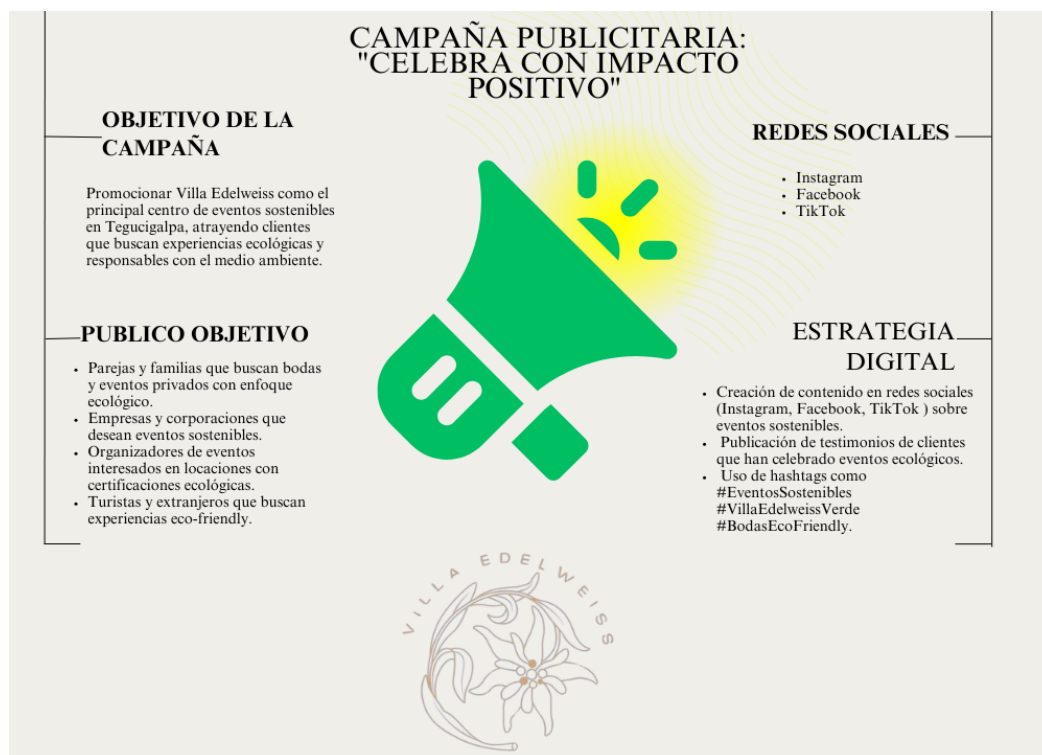 CAMPAÑA PUBLICITARIA:
"CELEBRA CON IMPACTO
POSITIVO"
OBJETIVO DE LA
CAMPAÑA
Promocionar Villa Edelweiss como el
principal centro de eventos sostenibles
en Tegucigalpa, atrayendo clientes
que buscan experiencias ecológicas y
responsables con el medio ambiente.
PUBLICO OBJETIVO
• Parejas y familias que buscan bodas
y eventos privados con enfoque
ecológico.
• Empresas y corporaciones que
desean eventos sostenibles.
• Organizadores de eventos
interesados en locaciones con
certificaciones ecológicas.
• Turistas y extranjeros que buscan
experiencias eco-friendly.
REDES SOCIALES
• Instagram
• Facebook
• TikTok
ESTRATEGIA
DIGITAL
• Creación de contenido en redes sociales
(Instagram, Facebook, TikTok ) sobre
eventos sostenibles.
• Publicación de testimonios de clientes
que han celebrado eventos ecológicos.
• Uso de hashtags como
#EventosSostenibles
#VillaEdelweissVerde
#BodasEcoFriendly.
VILLA EDELWEISS